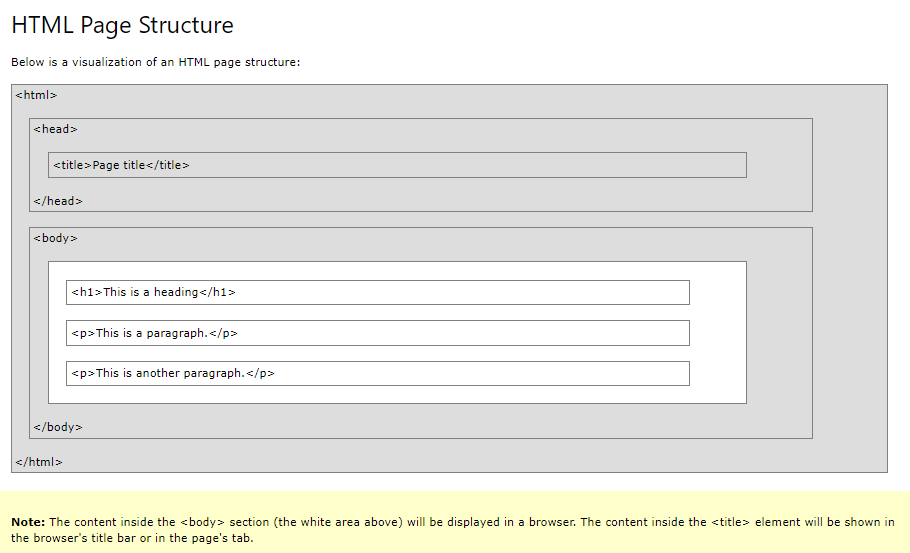 HTML Page Structure
Below is a visualization of an HTML page structure:
<html>
<head>
<title>Page title</title>
</head>
<body>
<h1>This is a heading</h1>
<p>This is a paragraph.</p>
<p>This is another paragraph.</p>
</body>
</html>
Note: The content inside the <body> section (the white area above) will be displayed in a browser. The content inside the <title> element will be shown in
the browser's title bar or in the page's tab.